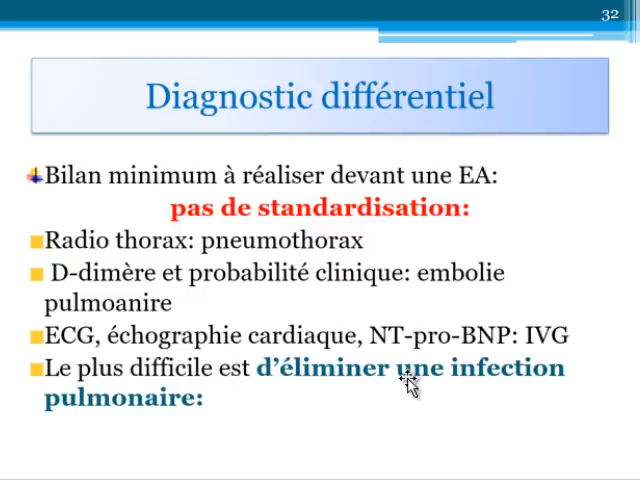 32
Diagnostic différentiel
Bilan minimum à réaliser devant une EA:
pas de standardisation:
Radio thorax: pneumothorax
D-dimère et probabilité clinique: embolie
pulmoanire
ECG, échographie cardiaque, NT-pro-BNP: IVG
Le plus difficile est d'éliminer une infection
pulmonaire: